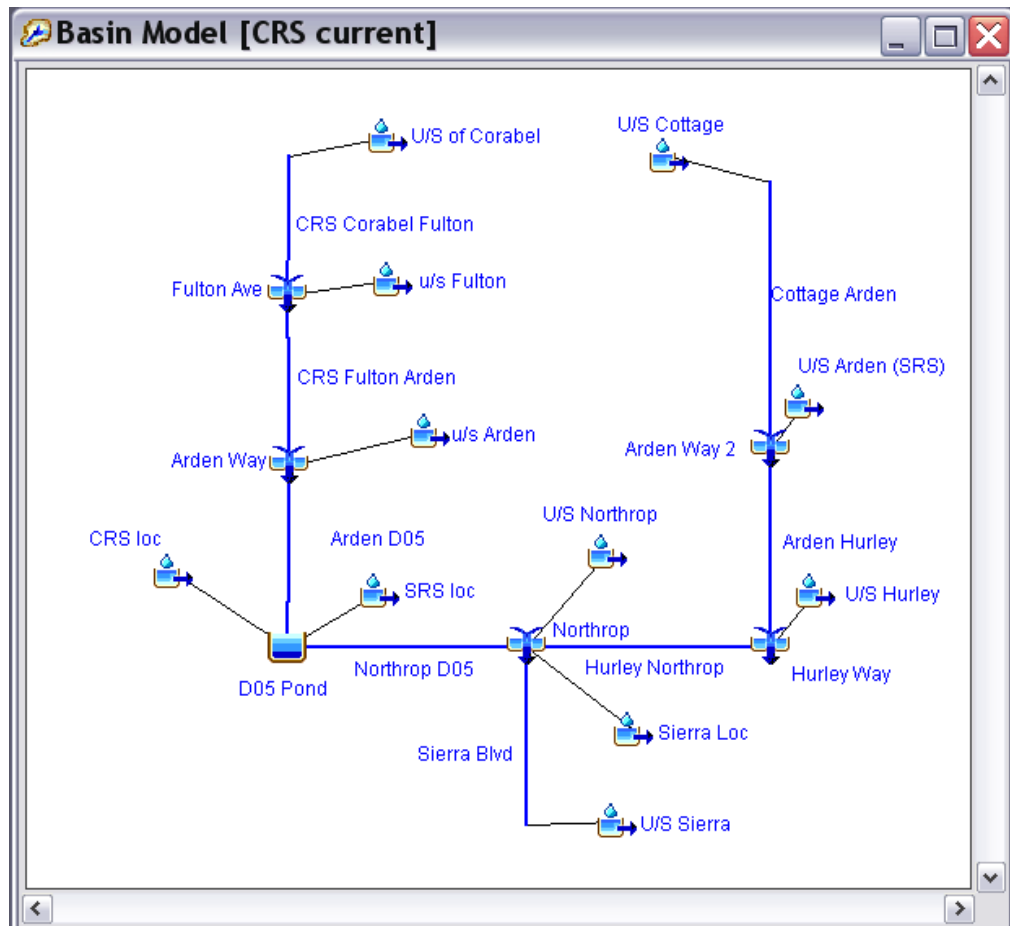 Basin Model [CRS current]
U/S Cottage
U/S of Corabel
CRS Corabel Fulton
Fulton Ave
u/s Fulton
Cottage Arden
U/S Arden (SRS)
CRS Fulton Arden
u/s Arden
Arden Way 2
Arden Way
U/S Northrop
CRS loc
Arden D05
Arden Hurley
SRS loc
U/S Hurley
Northrop
Northrop D05
Hurley Northrop
Hurley Way
D05 Pond
Sierra Loc
Sierra Blvd
U/S Sierra